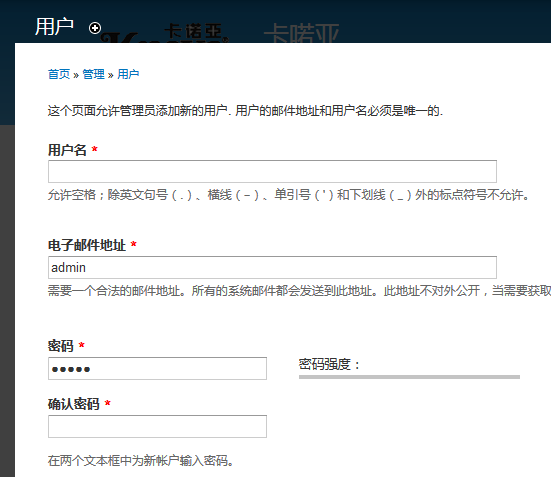 用户
卡諾亞
卡喏亚
首页 » 管理 » 用户
这个页面允许管理员添加新的用户. 用户的邮件地址和用户名必须是唯一的.
用户名 *
允许空格；除英文句号（.）、横线（-）、单引号（'）和下划线（_）外的标点符号不允许。
电子邮件地址 *
admin
需要一个合法的邮件地址。所有的系统邮件都会发送到此地址。此地址不对外公开，当需要获取
密码 *
●●●●●
密码强度：
确认密码 *
在两个文本框中为新帐户输入密码。